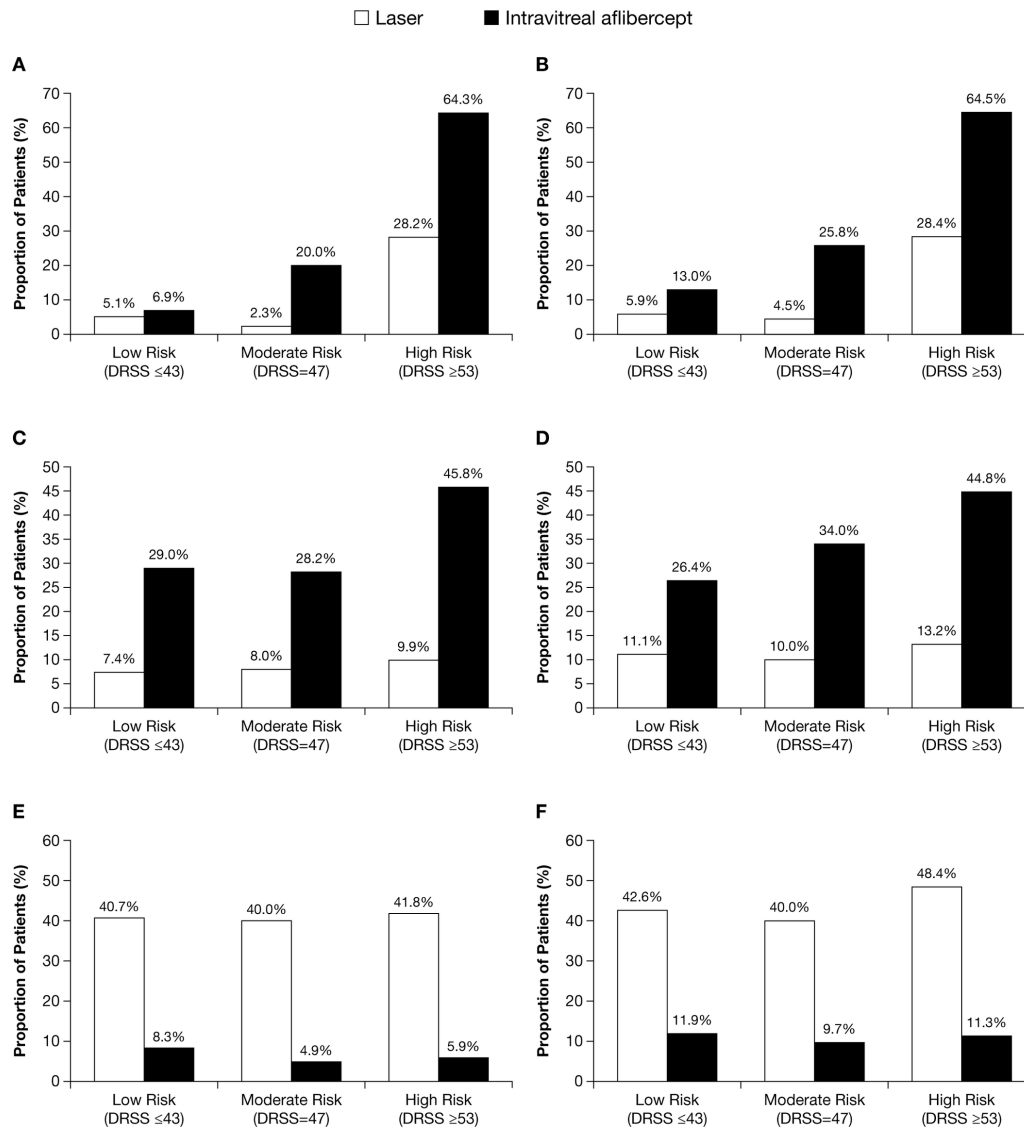 Laser Intravitreal aflibercept
A
Proportion of Patients (%)
70
60
50
40
30
20
10
0
5.1% 6.9%
2.3% 20.0%
28.2% 64.3%
Low Risk Moderate Risk High Risk
(DRSS ≤43) (DRSS=47) (DRSS ≥53)
B
Proportion of Patients (%)
70
60
50
40
30
20
10
0
5.9% 13.0%
4.5% 25.8%
28.4% 64.5%
Low Risk Moderate Risk High Risk
(DRSS ≤43) (DRSS=47) (DRSS ≥53)
C
Proportion of Patients (%)
50
45
40
35
30
25
20
15
10
5
0
7.4% 29.0%
8.0% 28.2%
9.9% 45.8%
Low Risk Moderate Risk High Risk
(DRSS ≤43) (DRSS=47) (DRSS ≥53)
D
Proportion of Patients (%)
50
45
40
35
30
25
20
15
10
5
0
11.1% 26.4%
10.0% 34.0%
13.2% 44.8%
Low Risk Moderate Risk High Risk
(DRSS ≤43) (DRSS=47) (DRSS ≥53)
E
Proportion of Patients (%)
60
50
40
30
20
10
0
40.7% 8.3%
40.0% 4.9%
41.8% 5.9%
Low Risk Moderate Risk High Risk
(DRSS ≤43) (DRSS=47) (DRSS ≥53)
F
Proportion of Patients (%)
60
50
40
30
20
10
0
42.6% 11.9%
40.0% 9.7%
48.4% 11.3%
Low Risk Moderate Risk High Risk
(DRSS ≤43) (DRSS=47) (DRSS ≥53)